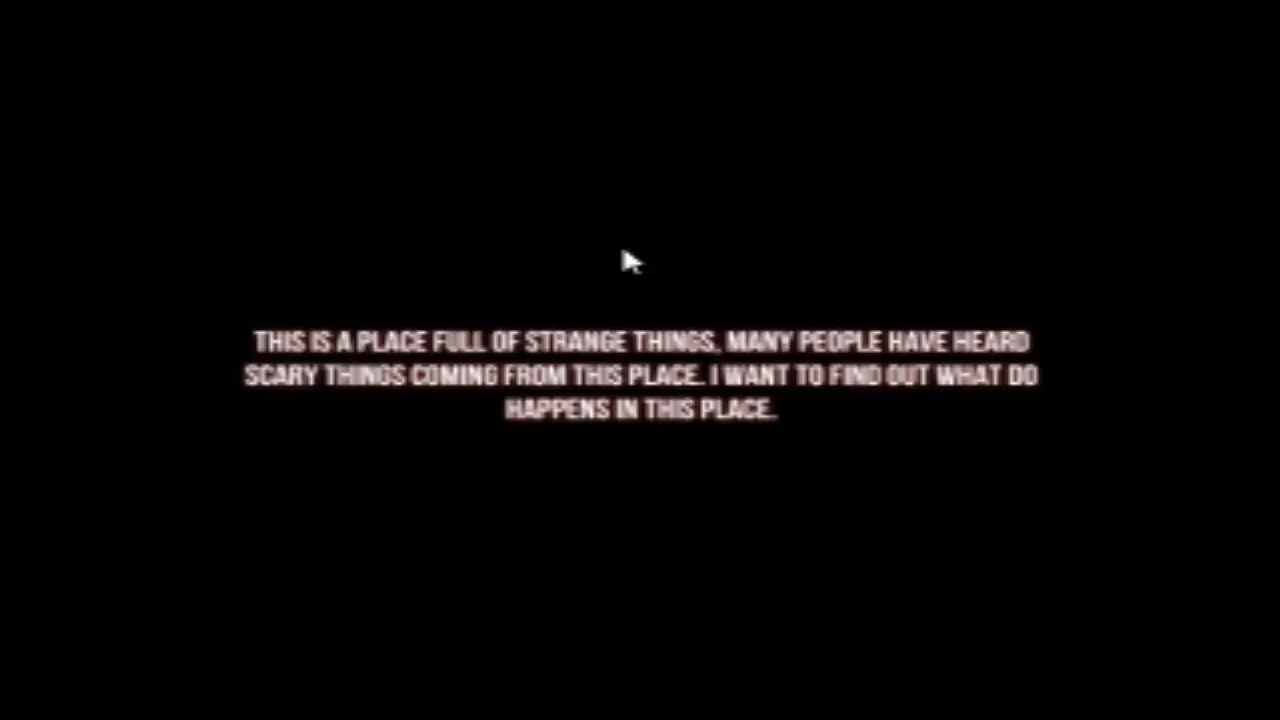 THIS IS A PLACE FULL OF STRANGE THINGS, MANY PEOPLE HAVE HEARD
SCARY THINGS COMING FROM THIS PLACE. I WANT TO FIND OUT WHAT DO
HAPPENS IN THIS PLACE.